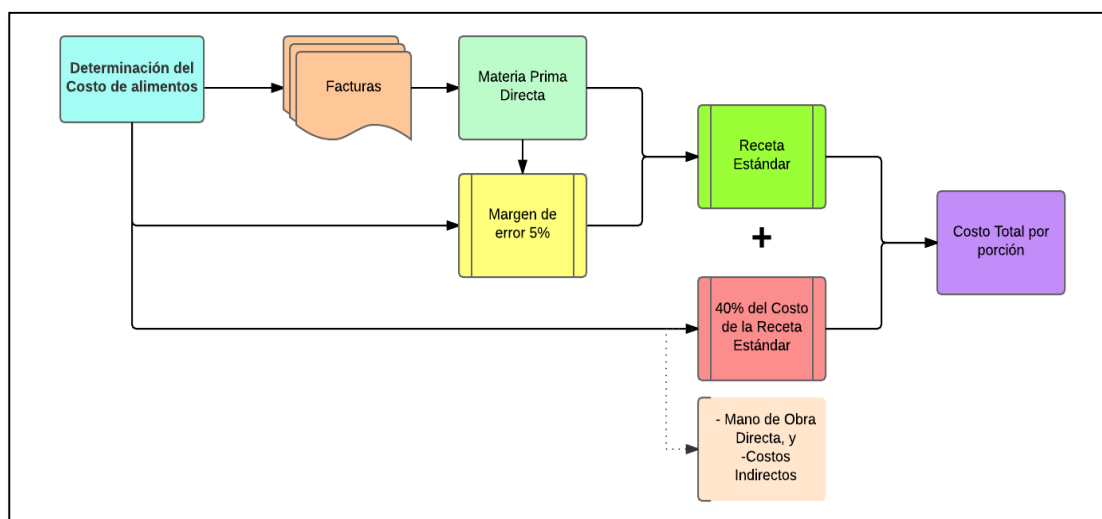 Determinación del
Costo de alimentos
Facturas
Materia Prima
Directa
Margen de
error 5%
Receta
Estándar
+
40% del Costo
de la Receta
Estándar
- Mano de Obra
Directa, y
-Costos
Indirectos
Costo Total por
porción